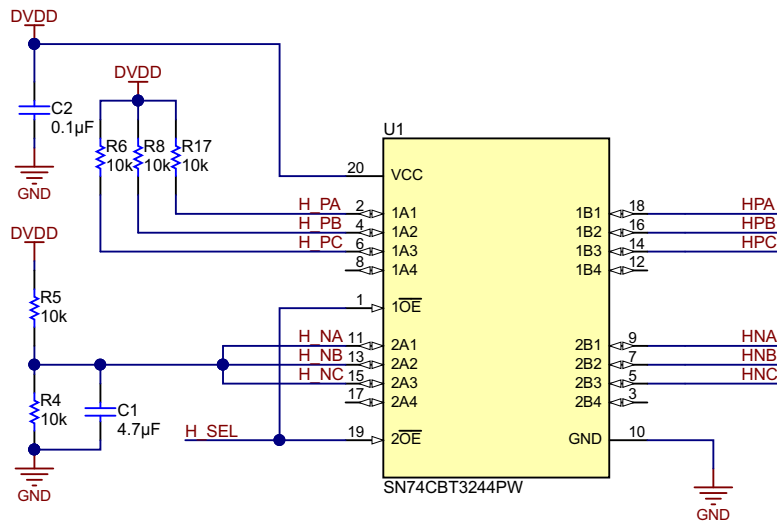 DVDD
DVDD
C2
0.1µF
GND
R6
10k
R8
10k
R17
10k
U1
20
VCC
H_PA 2 1A1 1B1 18 HPA
H_PB 4 1A2 1B2 16 HPB
H_PC 6 1A3 1B3 14 HPC
8 1A4 1B4 12
DVDD
R5
10k
1 1OE
H_NA 11 2A1 2B1 9 HNA
H_NB 13 2A2 2B2 7 HNB
H_NC 15 2A3 2B3 5 HNC
17 2A4 2B4 3
R4
10k
C1
4.7µF
H_SEL 19 2OE GND 10
SN74CBT3244PW
GND
GND